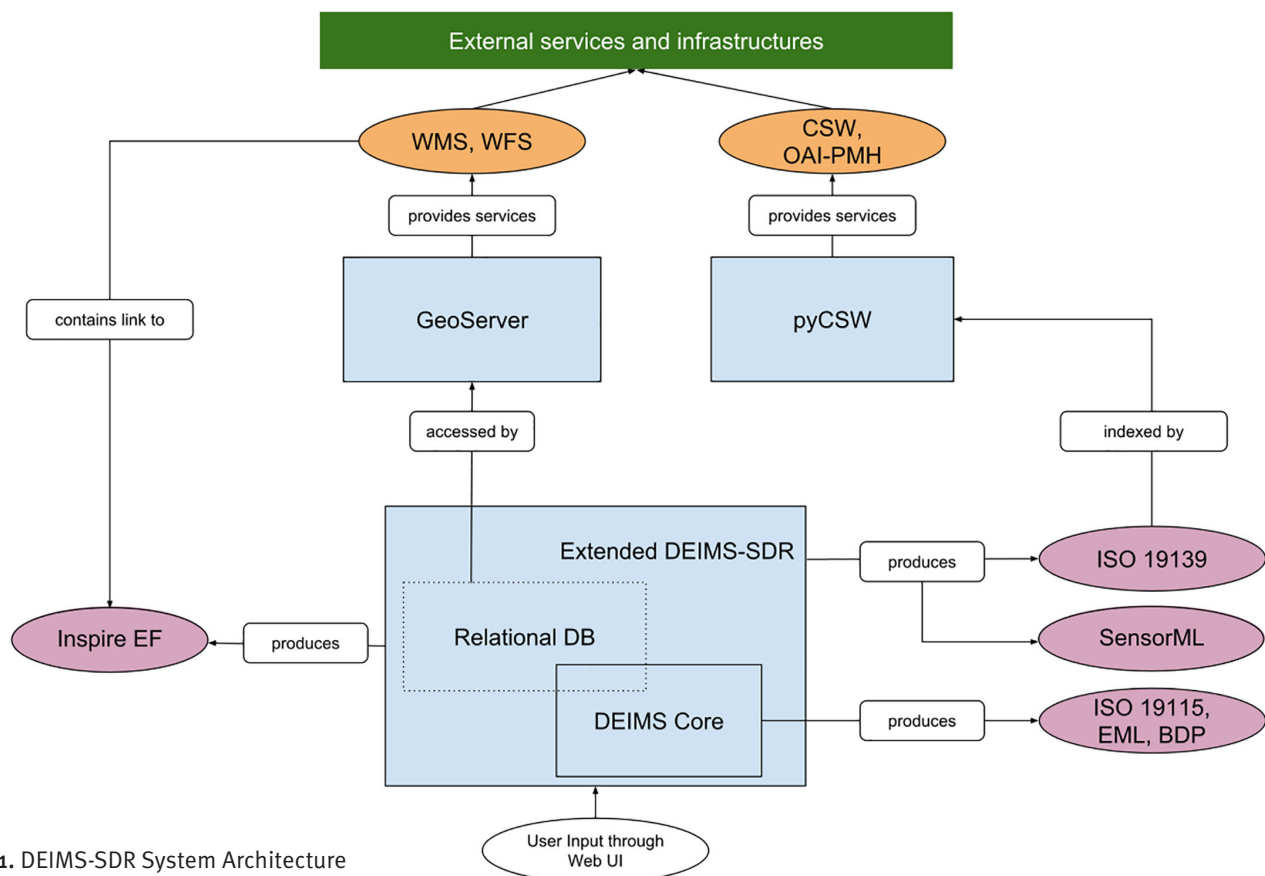 External services and infrastructures
WMS, WFS
CSW,
OAI-PMH
provides services
provides services
contains link to
GeoServer
pyCSW
accessed by
indexed by
Extended DEIMS-SDR
produces
ISO 19139
Inspire EF
produces
Relational DB
SensorML
DEIMS Core
produces
ISO 19115,
EML, BDP
User Input through
Web UI
1. DEIMS-SDR System Architecture